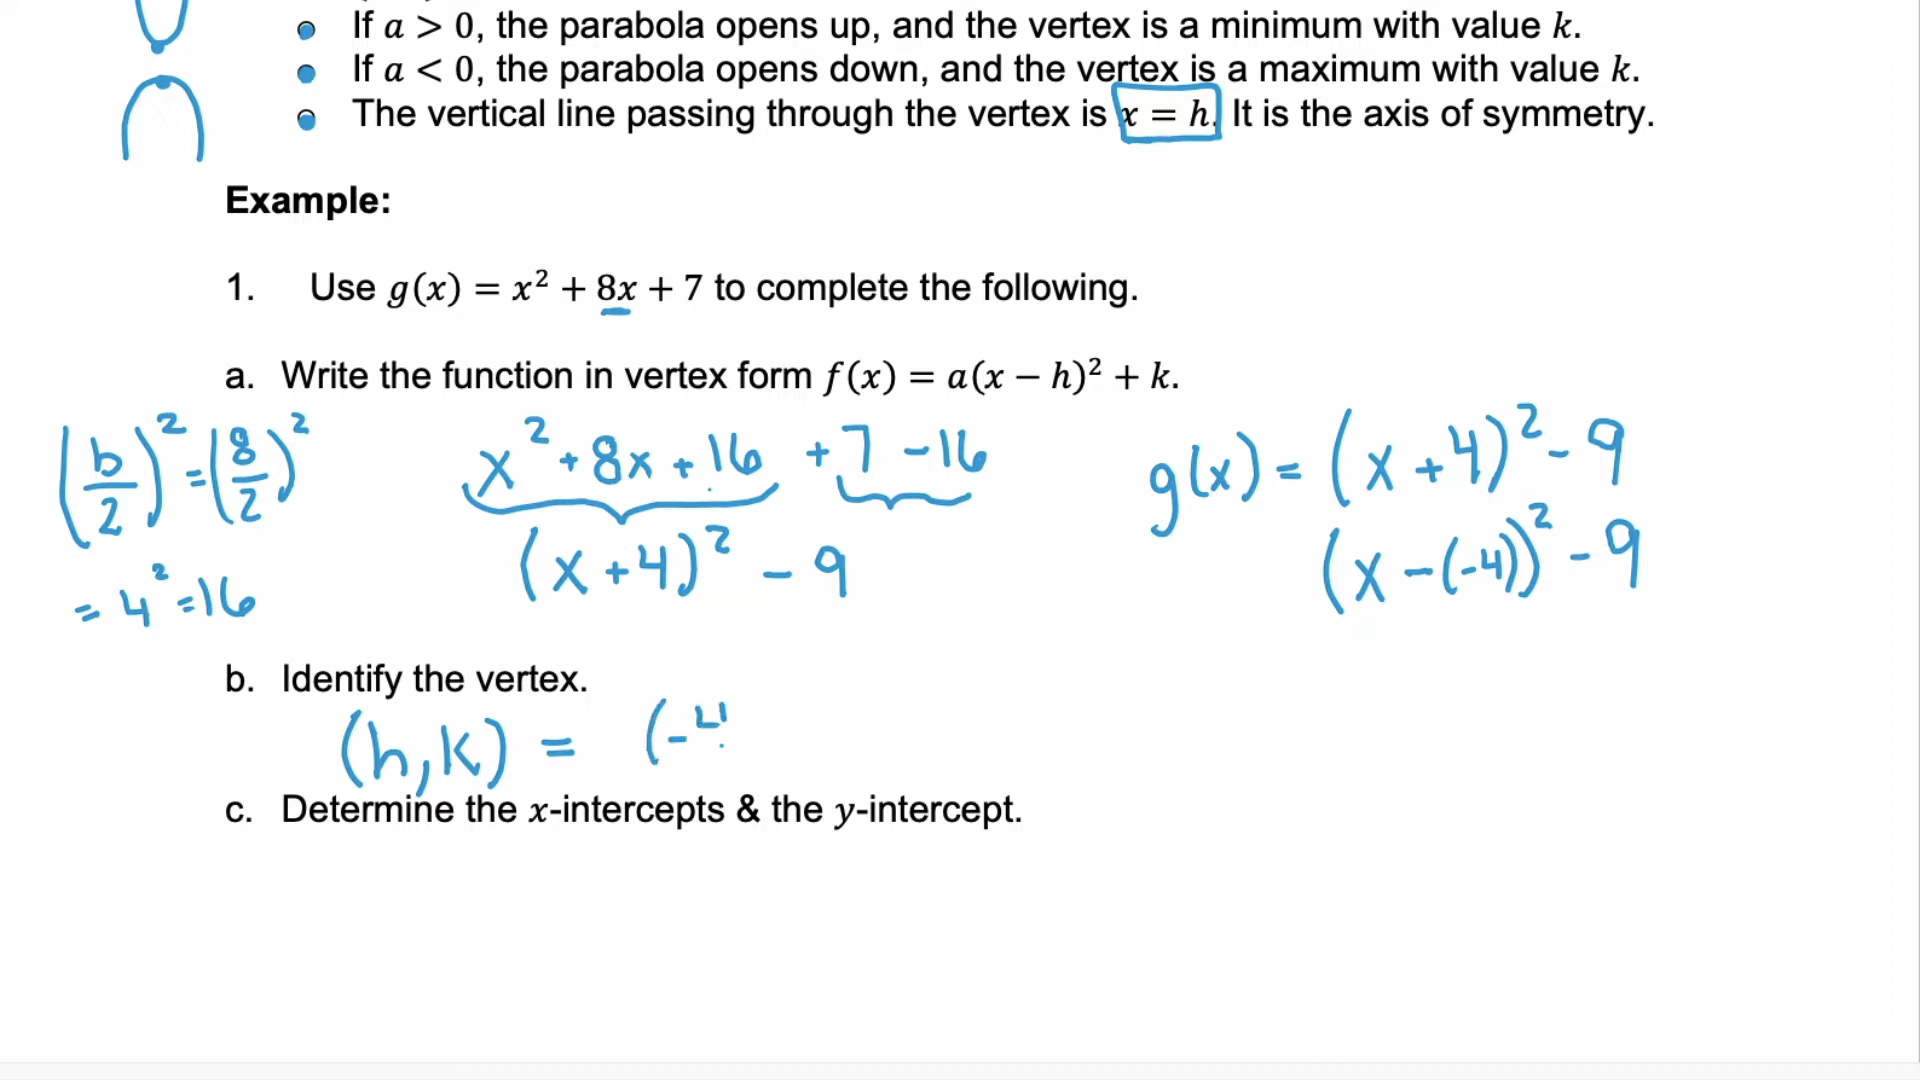 If a > 0, the parabola opens up, and the vertex is a minimum with value k.
If a < 0, the parabola opens down, and the vertex is a maximum with value k.
The vertical line passing through the vertex is x = h. It is the axis of symmetry.
Example:
1. Use g(x) = x² + 8x + 7 to complete the following.
a. Write the function in vertex form f(x) = a(x − h)² + k.
(b/2)² = (8/2)²
= 4² = 16
x² + 8x + 16 + 7 − 16
(x + 4)² − 9
g(x) = (x + 4)² − 9
(x − (−4))² − 9
b. Identify the vertex.
(h,k) = (−4,
c. Determine the x-intercepts & the y-intercept.